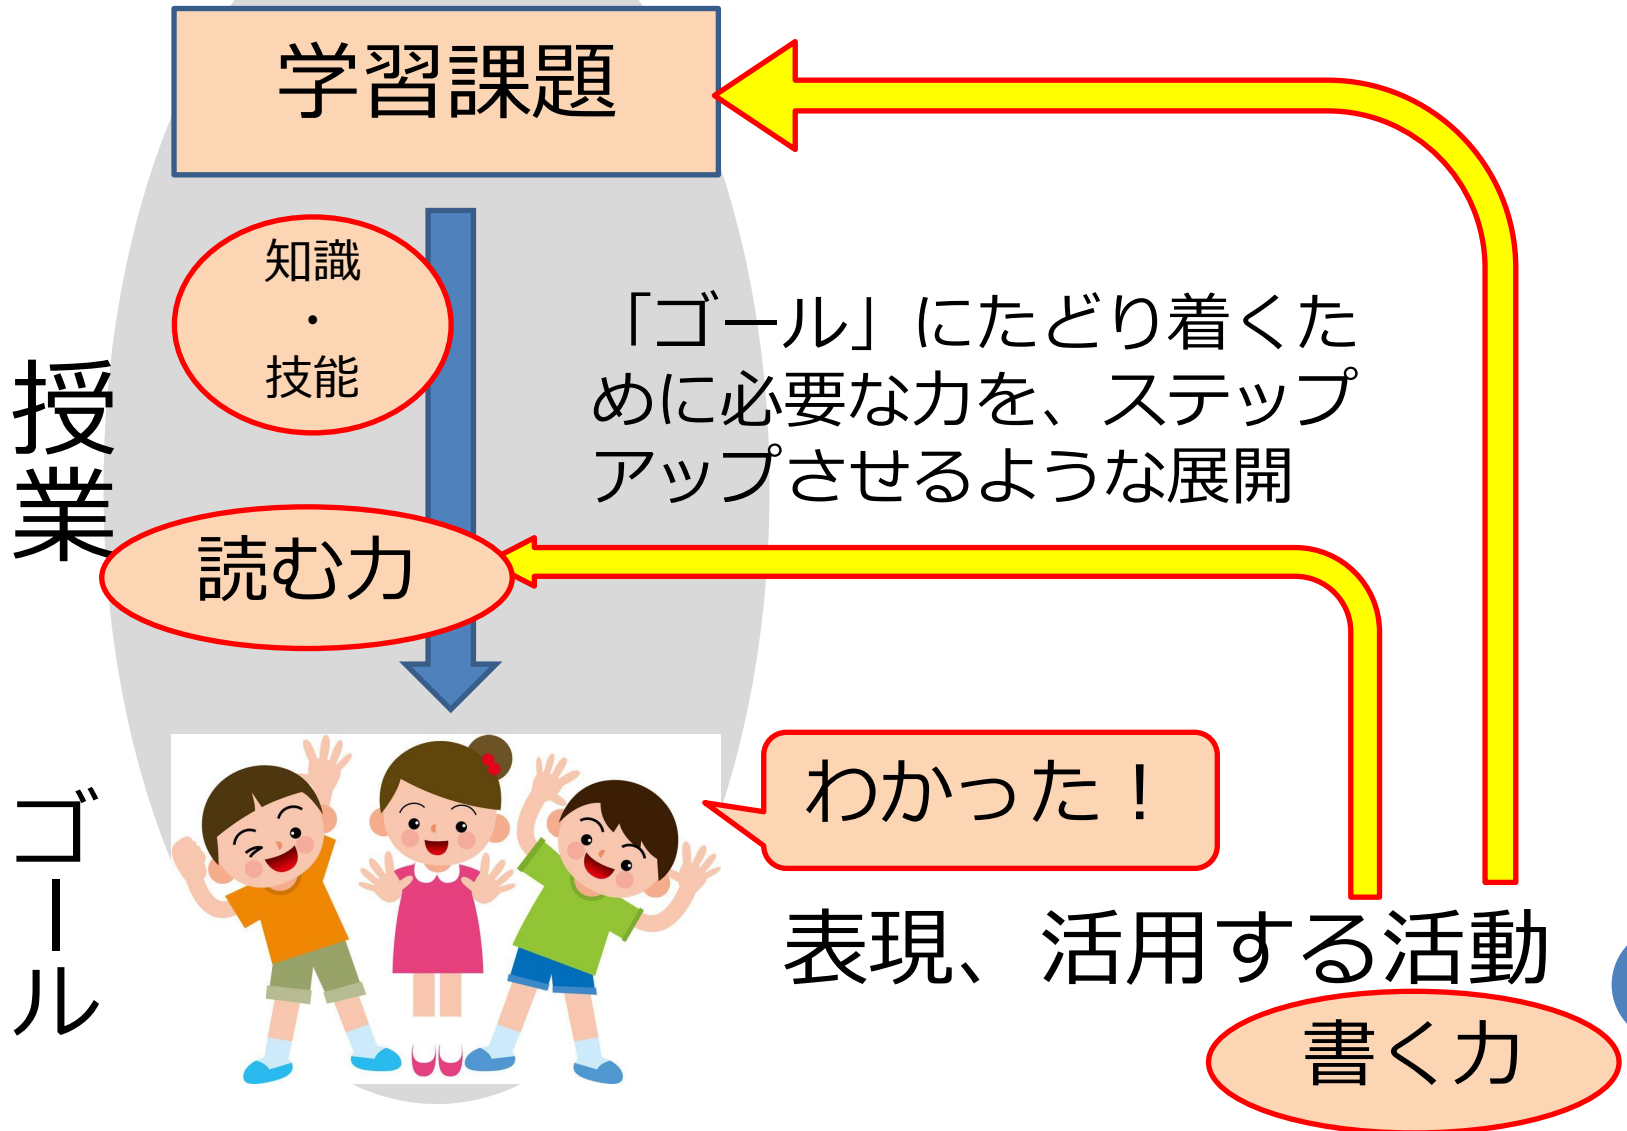 学習課題
知識
・
技能
「ゴール」にたどり着くた
めに必要な力を、ステップ
アップさせるような展開
授業
読む力
わかった！
ゴール
表現、活用する活動
書く力